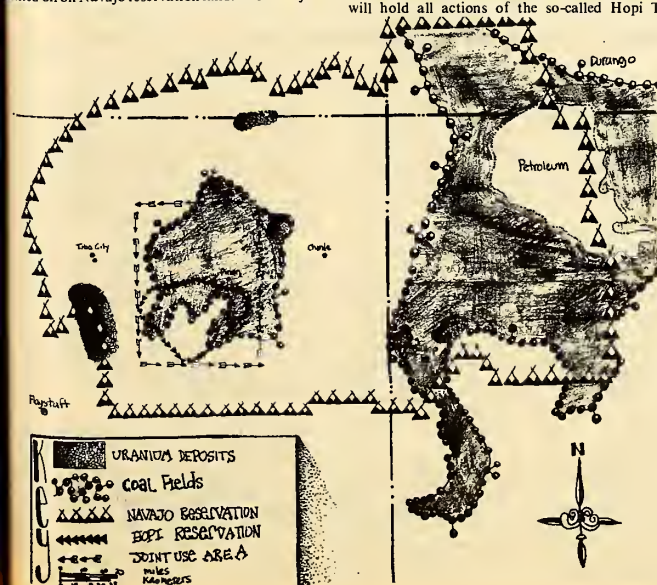 will hold all actions of the so-called Hopi T
Durango
Petroleum
Tuba City
Chinle
Flagstaff
KEY
URANIUM DEPOSITS
COAL Fields
NAVAJO RESERVATION
HOPI RESERVATION
JOINT USE AREA
miles
Kilometers
N